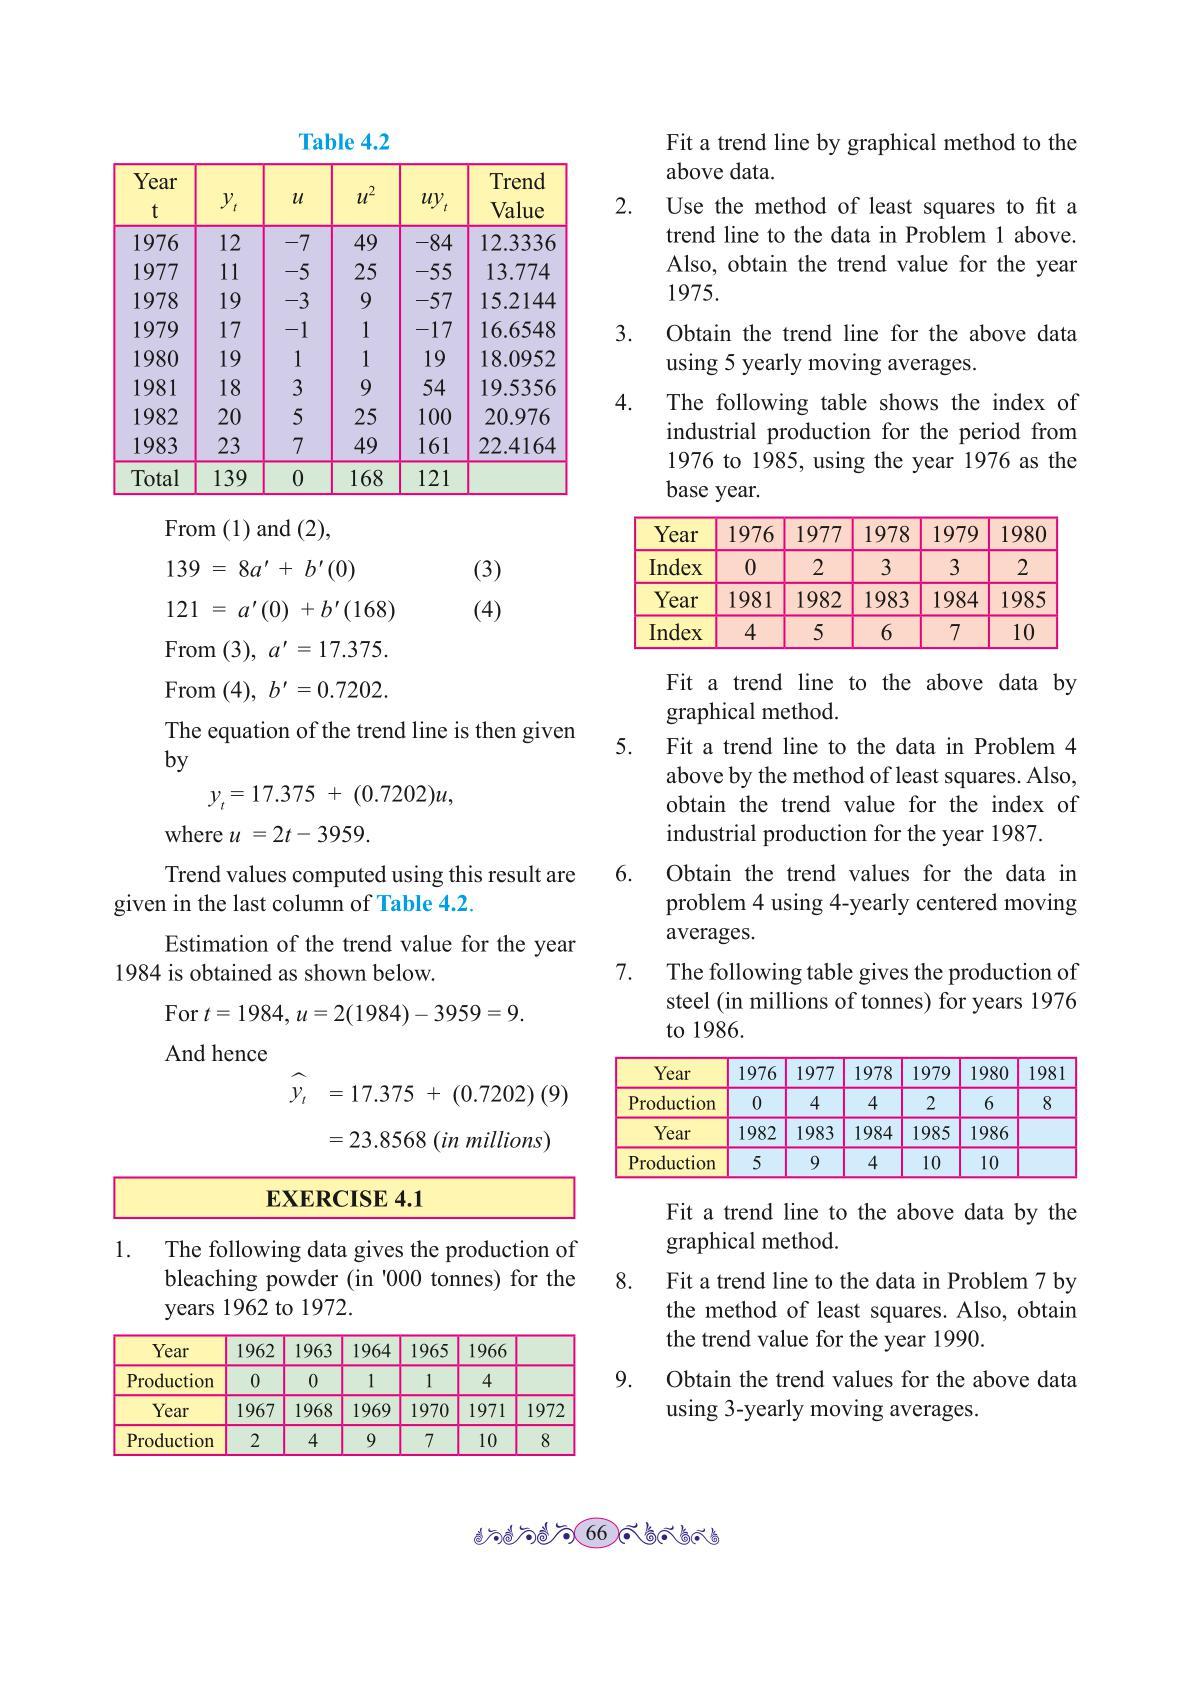 Table 4.2
Year t | yt | u | u² | uyt | Trend Value
1976 12 −7 49 −84 12.3336
1977 11 −5 25 −55 13.774
1978 19 −3 9 −57 15.2144
1979 17 −1 1 −17 16.6548
1980 19 1 1 19 18.0952
1981 18 3 9 54 19.5356
1982 20 5 25 100 20.976
1983 23 7 49 161 22.4164
Total 139 0 168 121
From (1) and (2),
139 = 8a′ + b′(0) (3)
121 = a′(0) + b′(168) (4)
From (3), a′ = 17.375.
From (4), b′ = 0.7202.
The equation of the trend line is then given
by
yt = 17.375 + (0.7202)u,
where u = 2t − 3959.
Trend values computed using this result are
given in the last column of Table 4.2.
Estimation of the trend value for the year
1984 is obtained as shown below.
For t = 1984, u = 2(1984) – 3959 = 9.
And hence
ŷt = 17.375 + (0.7202) (9)
= 23.8568 (in millions)
EXERCISE 4.1
1. The following data gives the production of
bleaching powder (in '000 tonnes) for the
years 1962 to 1972.
Year 1962 1963 1964 1965 1966
Production 0 0 1 1 4
Year 1967 1968 1969 1970 1971 1972
Production 2 4 9 7 10 8
Fit a trend line by graphical method to the
above data.
2. Use the method of least squares to fit a
trend line to the data in Problem 1 above.
Also, obtain the trend value for the year
1975.
3. Obtain the trend line for the above data
using 5 yearly moving averages.
4. The following table shows the index of
industrial production for the period from
1976 to 1985, using the year 1976 as the
base year.
Year 1976 1977 1978 1979 1980
Index 0 2 3 3 2
Year 1981 1982 1983 1984 1985
Index 4 5 6 7 10
Fit a trend line to the above data by
graphical method.
5. Fit a trend line to the data in Problem 4
above by the method of least squares. Also,
obtain the trend value for the index of
industrial production for the year 1987.
6. Obtain the trend values for the data in
problem 4 using 4-yearly centered moving
averages.
7. The following table gives the production of
steel (in millions of tonnes) for years 1976
to 1986.
Year 1976 1977 1978 1979 1980 1981
Production 0 4 4 2 6 8
Year 1982 1983 1984 1985 1986
Production 5 9 4 10 10
Fit a trend line to the above data by the
graphical method.
8. Fit a trend line to the data in Problem 7 by
the method of least squares. Also, obtain
the trend value for the year 1990.
9. Obtain the trend values for the above data
using 3-yearly moving averages.
66